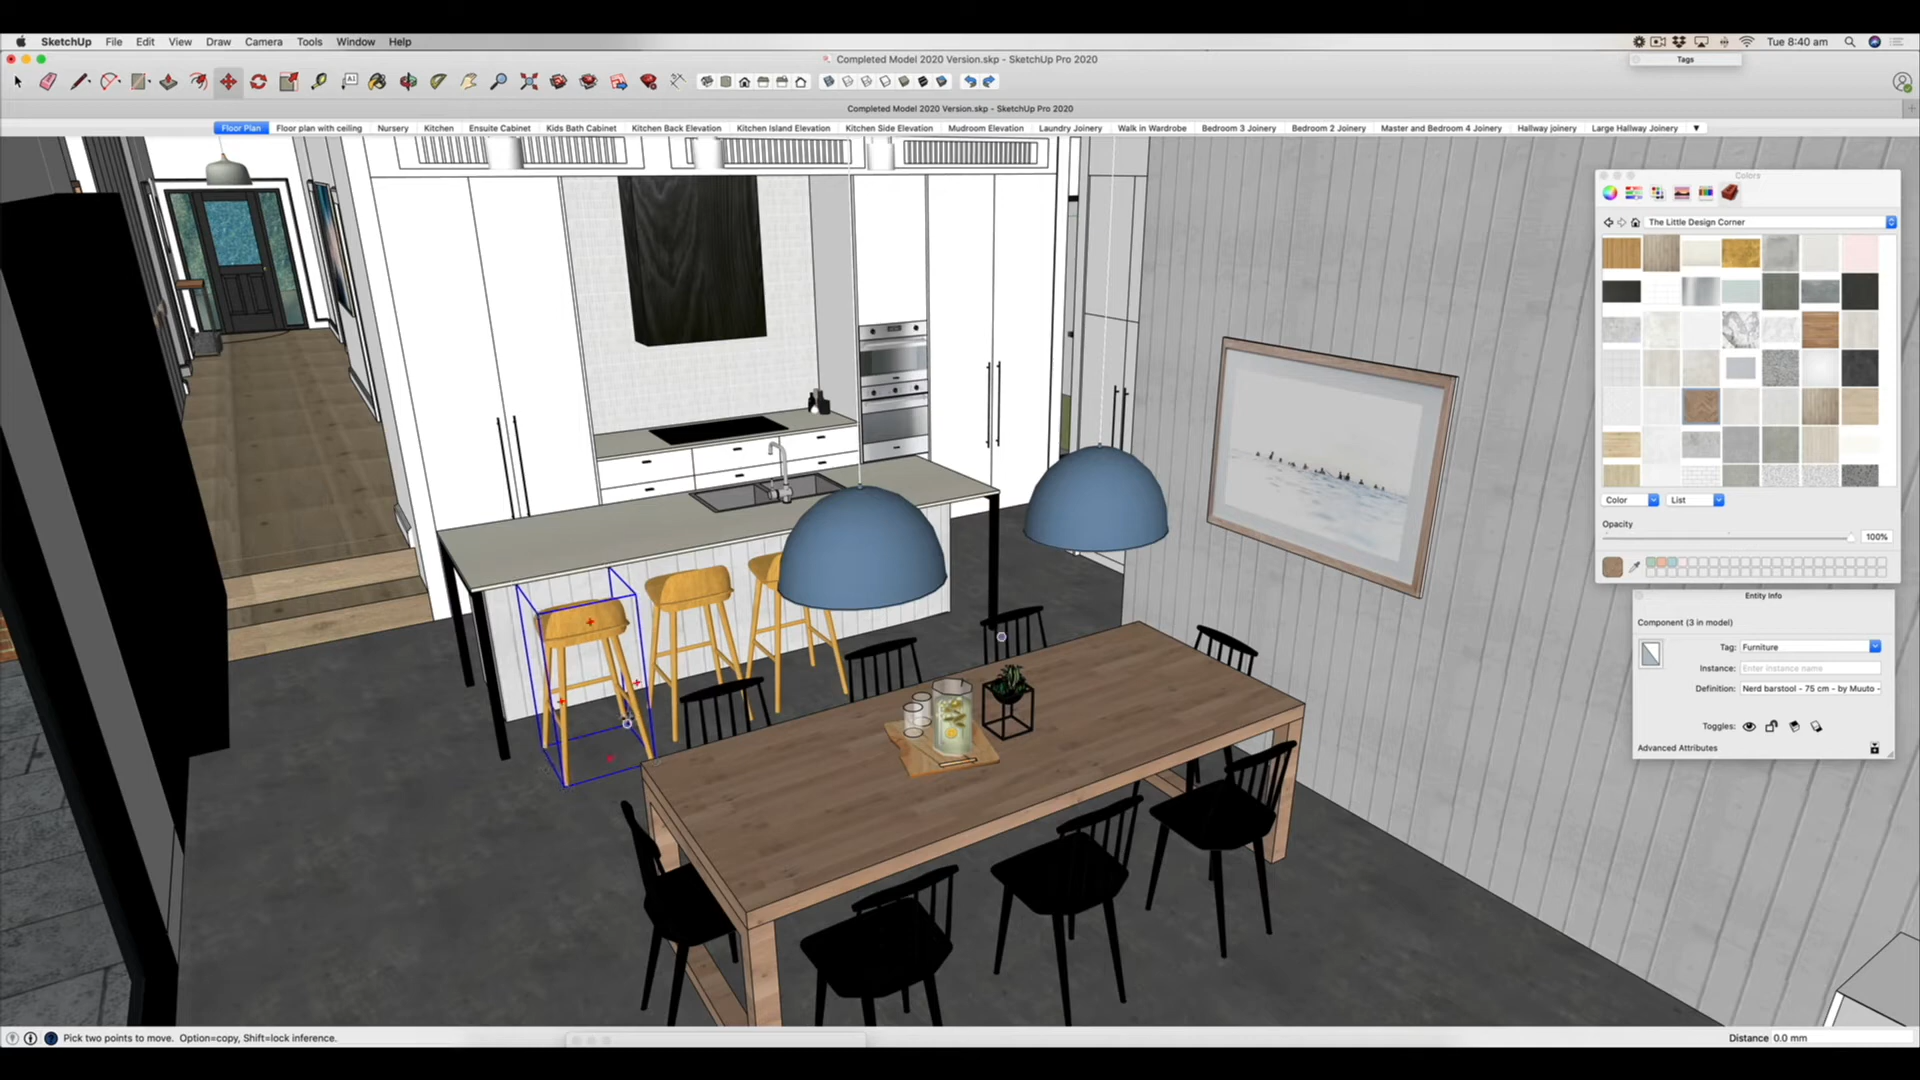 SketchUp File Edit View Draw Camera Tools Window Help Tue 8:40 am
Completed Model 2020 Version.skp - SketchUp Pro 2020
Tags
Completed Model 2020 Version.skp - SketchUp Pro 2020
Floor Plan Floor plan with ceiling Nursery Kitchen Ensuite Cabinet Kids Bath Cabinet Kitchen Back Elevation Kitchen Island Elevation Kitchen Side Elevation Mudroom Elevation Laundry Joinery Walk in Wardrobe Bedroom 3 Joinery Bedroom 2 Joinery Master and Bedroom 4 Joinery Hallway joinery Large Hallway Joinery
Colors
The Little Design Corner
Color List
Opacity
100%
Entity Info
Component (3 in model)
Tag: Furniture
Instance: Enter instance name
Definition: Nerd barstool - 75 cm - by Muuto -
Toggles:
Advanced Attributes
Pick two points to move. Option=copy, Shift=lock inference. Distance 0.0 mm